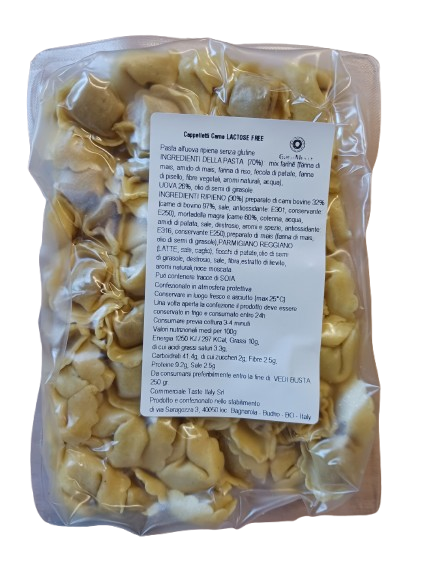 Cappelletti Carne LACTOSE FREE
Pasta all'uovo ripiena senza glutine
INGREDIENTI DELLA PASTA (70%) mix farine (farina di
mais, amido di mais, farina di riso, fecola di patate, farina
di pisello, fibre vegetali, aromi naturali, acqua),
UOVA 26%, olio di semi di girasole
INGREDIENTI RIPIENO (30%) preparato di carni bovine 32%
(carne di bovino 97%, sale, antiossidante: E301, conservante
E250), mortadella magra (carne 60%, cotenna, acqua,
amidi di patata, sale, destrosio, aromi e spezie, antiossidante
E316, conservante E250), preparato di mais (farina di mais,
olio di semi di girasole), PARMIGIANO REGGIANO
(LATTE, sale, caglio), fiocchi di patate, olio di semi
di girasole, destrosio, sale, fibra, estratto di lievito,
aromi naturali, noce moscata.
Può contenere tracce di SOIA
Confezionato in atmosfera protettiva
Conservare in luogo fresco e asciutto (max 25°C)
Una volta aperta la confezione il prodotto deve essere
conservato in frigo e consumato entro 24h
Consumare previa cottura 3-4 minuti
Valori nutrizionali medi per 100g
Energia 1250 KJ / 297 KCal, Grassi 10g,
di cui acidi grassi saturi 3.3g,
Carboidrati 41.4g, di cui zuccheri 2g, Fibre 2.5g,
Proteine 9.2g, Sale 2.5g
Da consumarsi preferibilmente entro la fine di: VEDI BUSTA
250 gr
Commerciale Taste Italy Srl
Prodotto e confezionato nello stabilimento
di via Saragozza 3, 40050 loc. Bagnarola - Budrio - BO - Italy